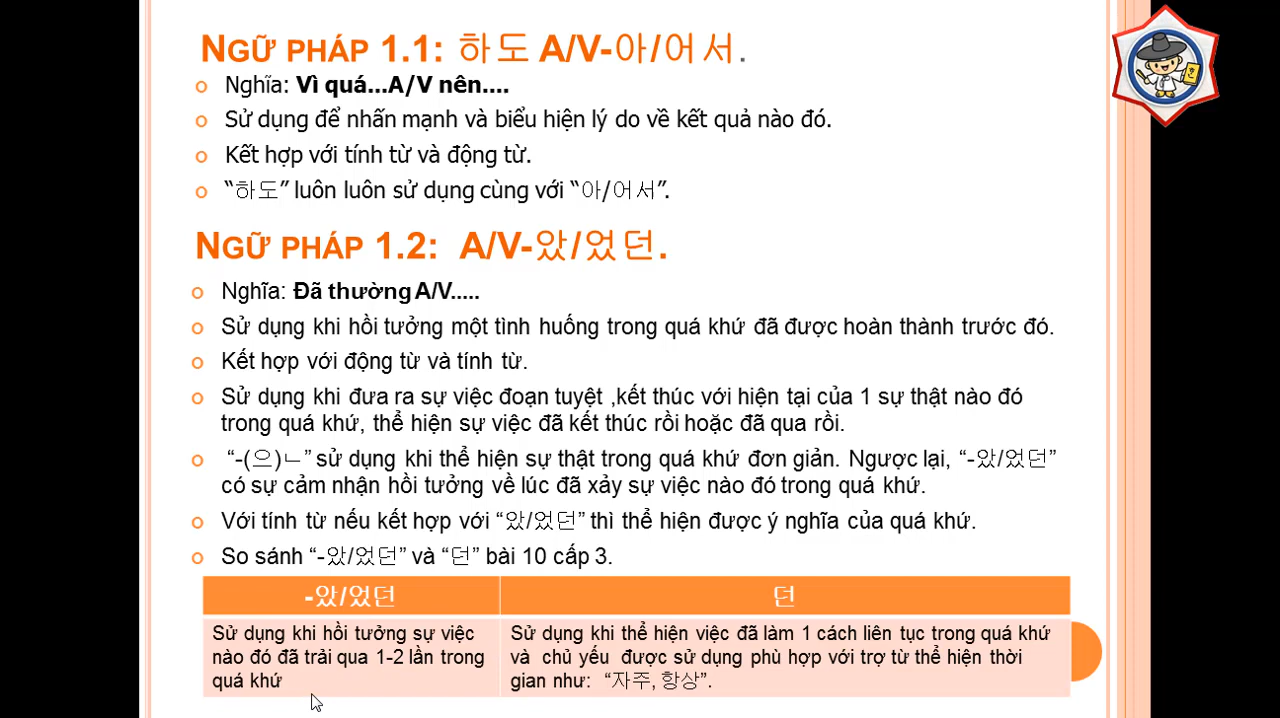 NGỮ PHÁP 1.1: 하도 A/V-아/어서.
Nghĩa: Vì quá...A/V nên....
Sử dụng để nhấn mạnh và biểu hiện lý do về kết quả nào đó.
Kết hợp với tính từ và động từ.
“하도” luôn luôn sử dụng cùng với “아/어서”.
NGỮ PHÁP 1.2: A/V-았/었던.
Nghĩa: Đã thường A/V.....
Sử dụng khi hồi tưởng một tình huống trong quá khứ đã được hoàn thành trước đó.
Kết hợp với động từ và tính từ.
Sử dụng khi đưa ra sự việc đoạn tuyệt ,kết thúc với hiện tại của 1 sự thật nào đó
trong quá khứ, thể hiện sự việc đã kết thúc rồi hoặc đã qua rồi.
“-(으)ㄴ” sử dụng khi thể hiện sự thật trong quá khứ đơn giản. Ngược lại, “-았/었던”
có sự cảm nhận hồi tưởng về lúc đã xảy sự việc nào đó trong quá khứ.
Với tính từ nếu kết hợp với “았/었던” thì thể hiện được ý nghĩa của quá khứ.
So sánh “-았/었던” và “던” bài 10 cấp 3.
-았/었던 던
Sử dụng khi hồi tưởng sự việc
nào đó đã trải qua 1-2 lần trong
quá khứ
Sử dụng khi thể hiện việc đã làm 1 cách liên tục trong quá khứ
và chủ yếu được sử dụng phù hợp với trợ từ thể hiện thời
gian như: “자주, 항상”.